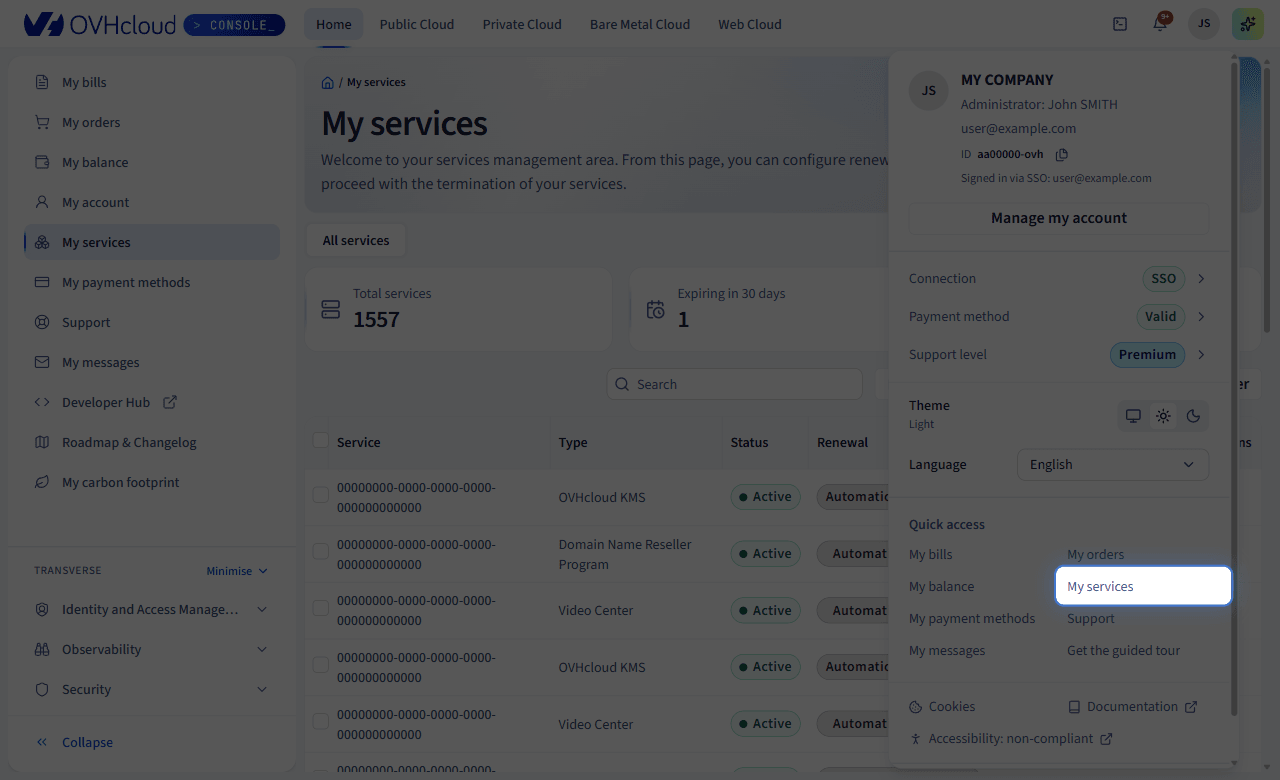 OVHcloud
> CONSOLE_
Home
Public Cloud
Private Cloud
Bare Metal Cloud
Web Cloud
9+
JS
My bills
My orders
My balance
My account
My services
My payment methods
Support
My messages
Developer Hub
Roadmap & Changelog
My carbon footprint
TRANSVERSE
Minimise
Identity and Access Manage...
Observability
Security
Collapse
/ My services
My services
Welcome to your services management area. From this page, you can configure renew
proceed with the termination of your services.
All services
Total services
1557
Expiring in 30 days
1
Search
er
Service
Type
Status
Renewal
ns
00000000-0000-0000-0000-
000000000000
OVHcloud KMS
Active
Automatic
00000000-0000-0000-0000-
000000000000
Domain Name Reseller
Program
Active
Automat
00000000-0000-0000-0000-
000000000000
Video Center
Active
Automat
00000000-0000-0000-0000-
000000000000
OVHcloud KMS
Active
Automatic
00000000-0000-0000-0000-
000000000000
Video Center
Active
Automat
00000000-0000-0000-0000-
JS
MY COMPANY
Administrator: John SMITH
user@example.com
ID aa00000-ovh
Signed in via SSO: user@example.com
Manage my account
Connection
SSO
Payment method
Valid
Support level
Premium
Theme
Light
Language
English
Quick access
My bills
My orders
My balance
My services
My payment methods
Support
My messages
Get the guided tour
Cookies
Documentation
Accessibility: non-compliant